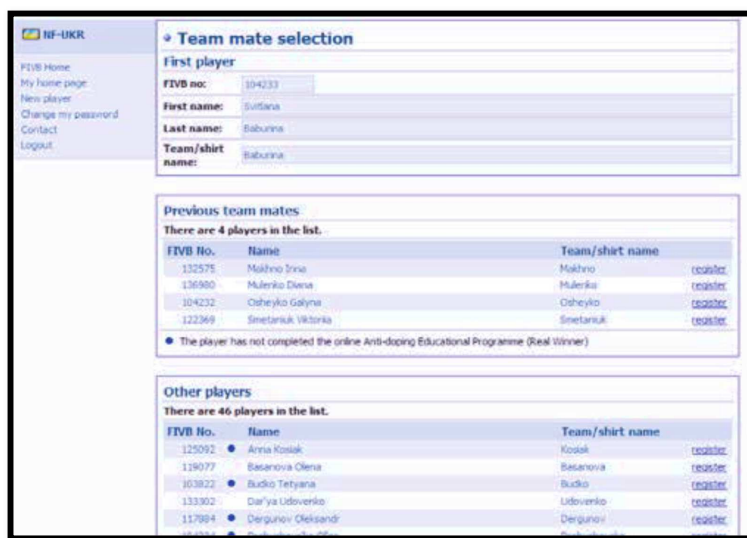 NF-UKR
FIVB Home
My home page
New player
Change my password
Contact
Logout
Team mate selection
First player
FIVB no: 104233
First name: Svitlana
Last name: Baburina
Team/shirt name: Baburina
Previous team mates
There are 4 players in the list.
FIVB No. Name Team/shirt name
132575 Makhno Inna Makhno register
136980 Mulenko Diana Mulenko register
104232 Osheyko Galyna Osheyko register
122369 Smetaniuk Viktoriia Smetaniuk register
The player has not completed the online Anti-doping Educational Programme (Real Winner)
Other players
There are 46 players in the list.
FIVB No. Name Team/shirt name
125092 Anna Kosiak Kosiak register
119077 Basanova Olena Basanova register
103822 Budko Tetyana Budko register
133302 Dar'ya Udovenko Udovenko register
117884 Dergunov Oleksandr Dergunov register